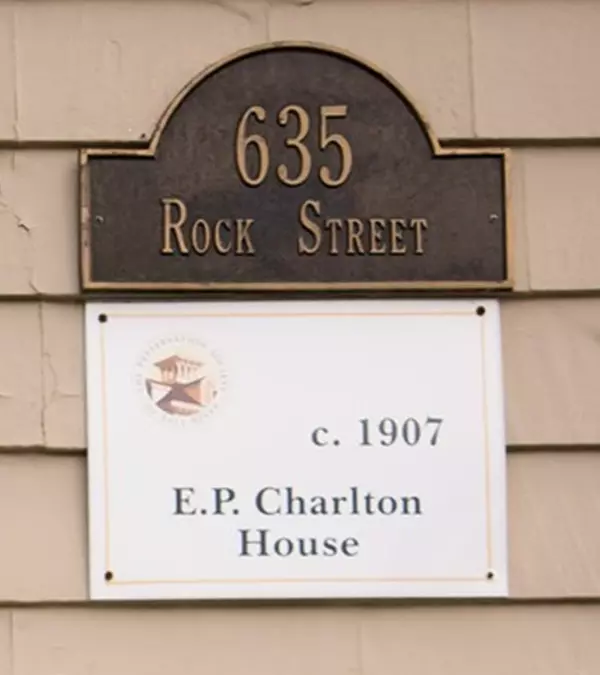 635
ROCK STREET
c. 1907
E.P. Charlton
House